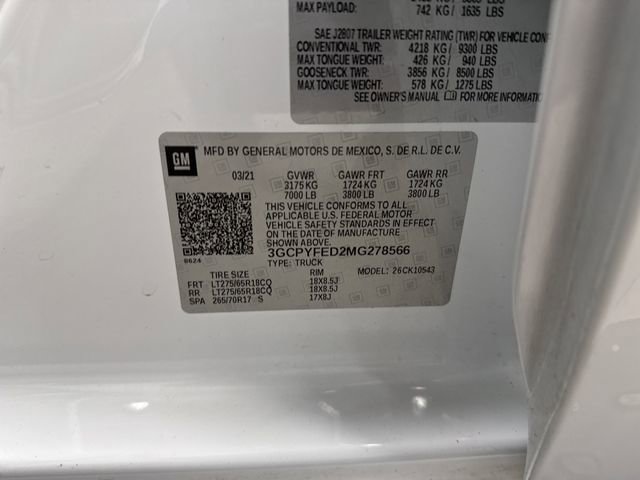 MAX PAYLOAD: 742 KG / 1635 LBS
SAE J2807 TRAILER WEIGHT RATING (TWR) FOR VEHICLE
CONVENTIONAL TWR: 4218 KG / 9300 LBS
MAX TONGUE WEIGHT: 426 KG / 940 LBS
GOOSENECK TWR: 3856 KG / 8500 LBS
MAX TONGUE WEIGHT: 578 KG / 1275 LBS
SEE OWNER'S MANUAL FOR MORE INFORMATIO
GM MFD BY GENERAL MOTORS DE MEXICO, S. DE R.L. DE C.V.
03/21 GVWR GAWR FRT GAWR RR
3175 KG 1724 KG 1724 KG
7000 LB 3800 LB 3800 LB
THIS VEHICLE CONFORMS TO ALL
APPLICABLE U.S. FEDERAL MOTOR
VEHICLE SAFETY STANDARDS IN EFFECT
ON THE DATE OF MANUFACTURE SHOWN
ABOVE.
3GCPYFED2MG278566
8624 TYPE: TRUCK MODEL: 26CK10543
TIRE SIZE RIM
FRT LT275/65R18CQ 18X8.5J
RR LT275/65R18CQ 18X8.5J
SPA 265/70R17 S 17X8J